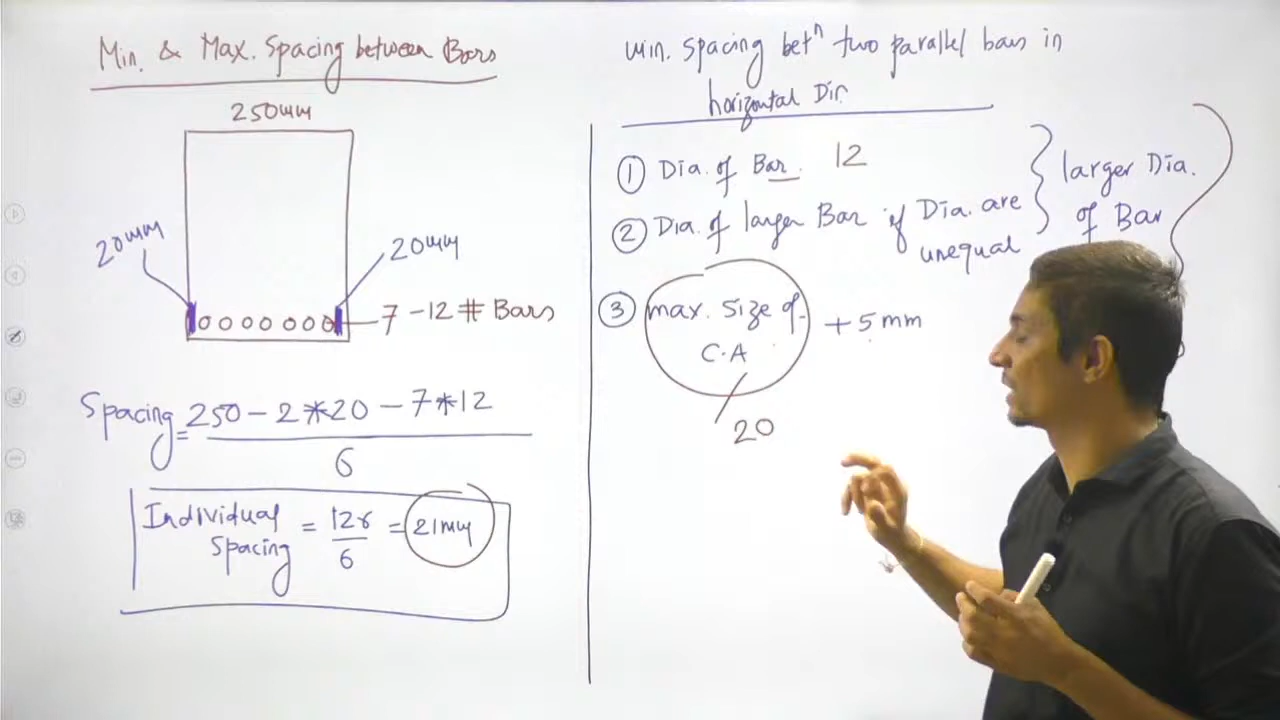 Min. & Max. Spacing between Bars
250mm
20mm
20mm
7-12 # Bars
Spacing = 250 - 2*20 - 7*12
6
Individual Spacing = 126/6 = 21mm
Min. Spacing betⁿ two parallel bars in
horizontal Dirⁿ
① Dia. of Bar. 12
② Dia. of larger Bar if Dia. are
unequal
larger Dia.
of Bar
③ max. Size of
C.A
+ 5mm
20